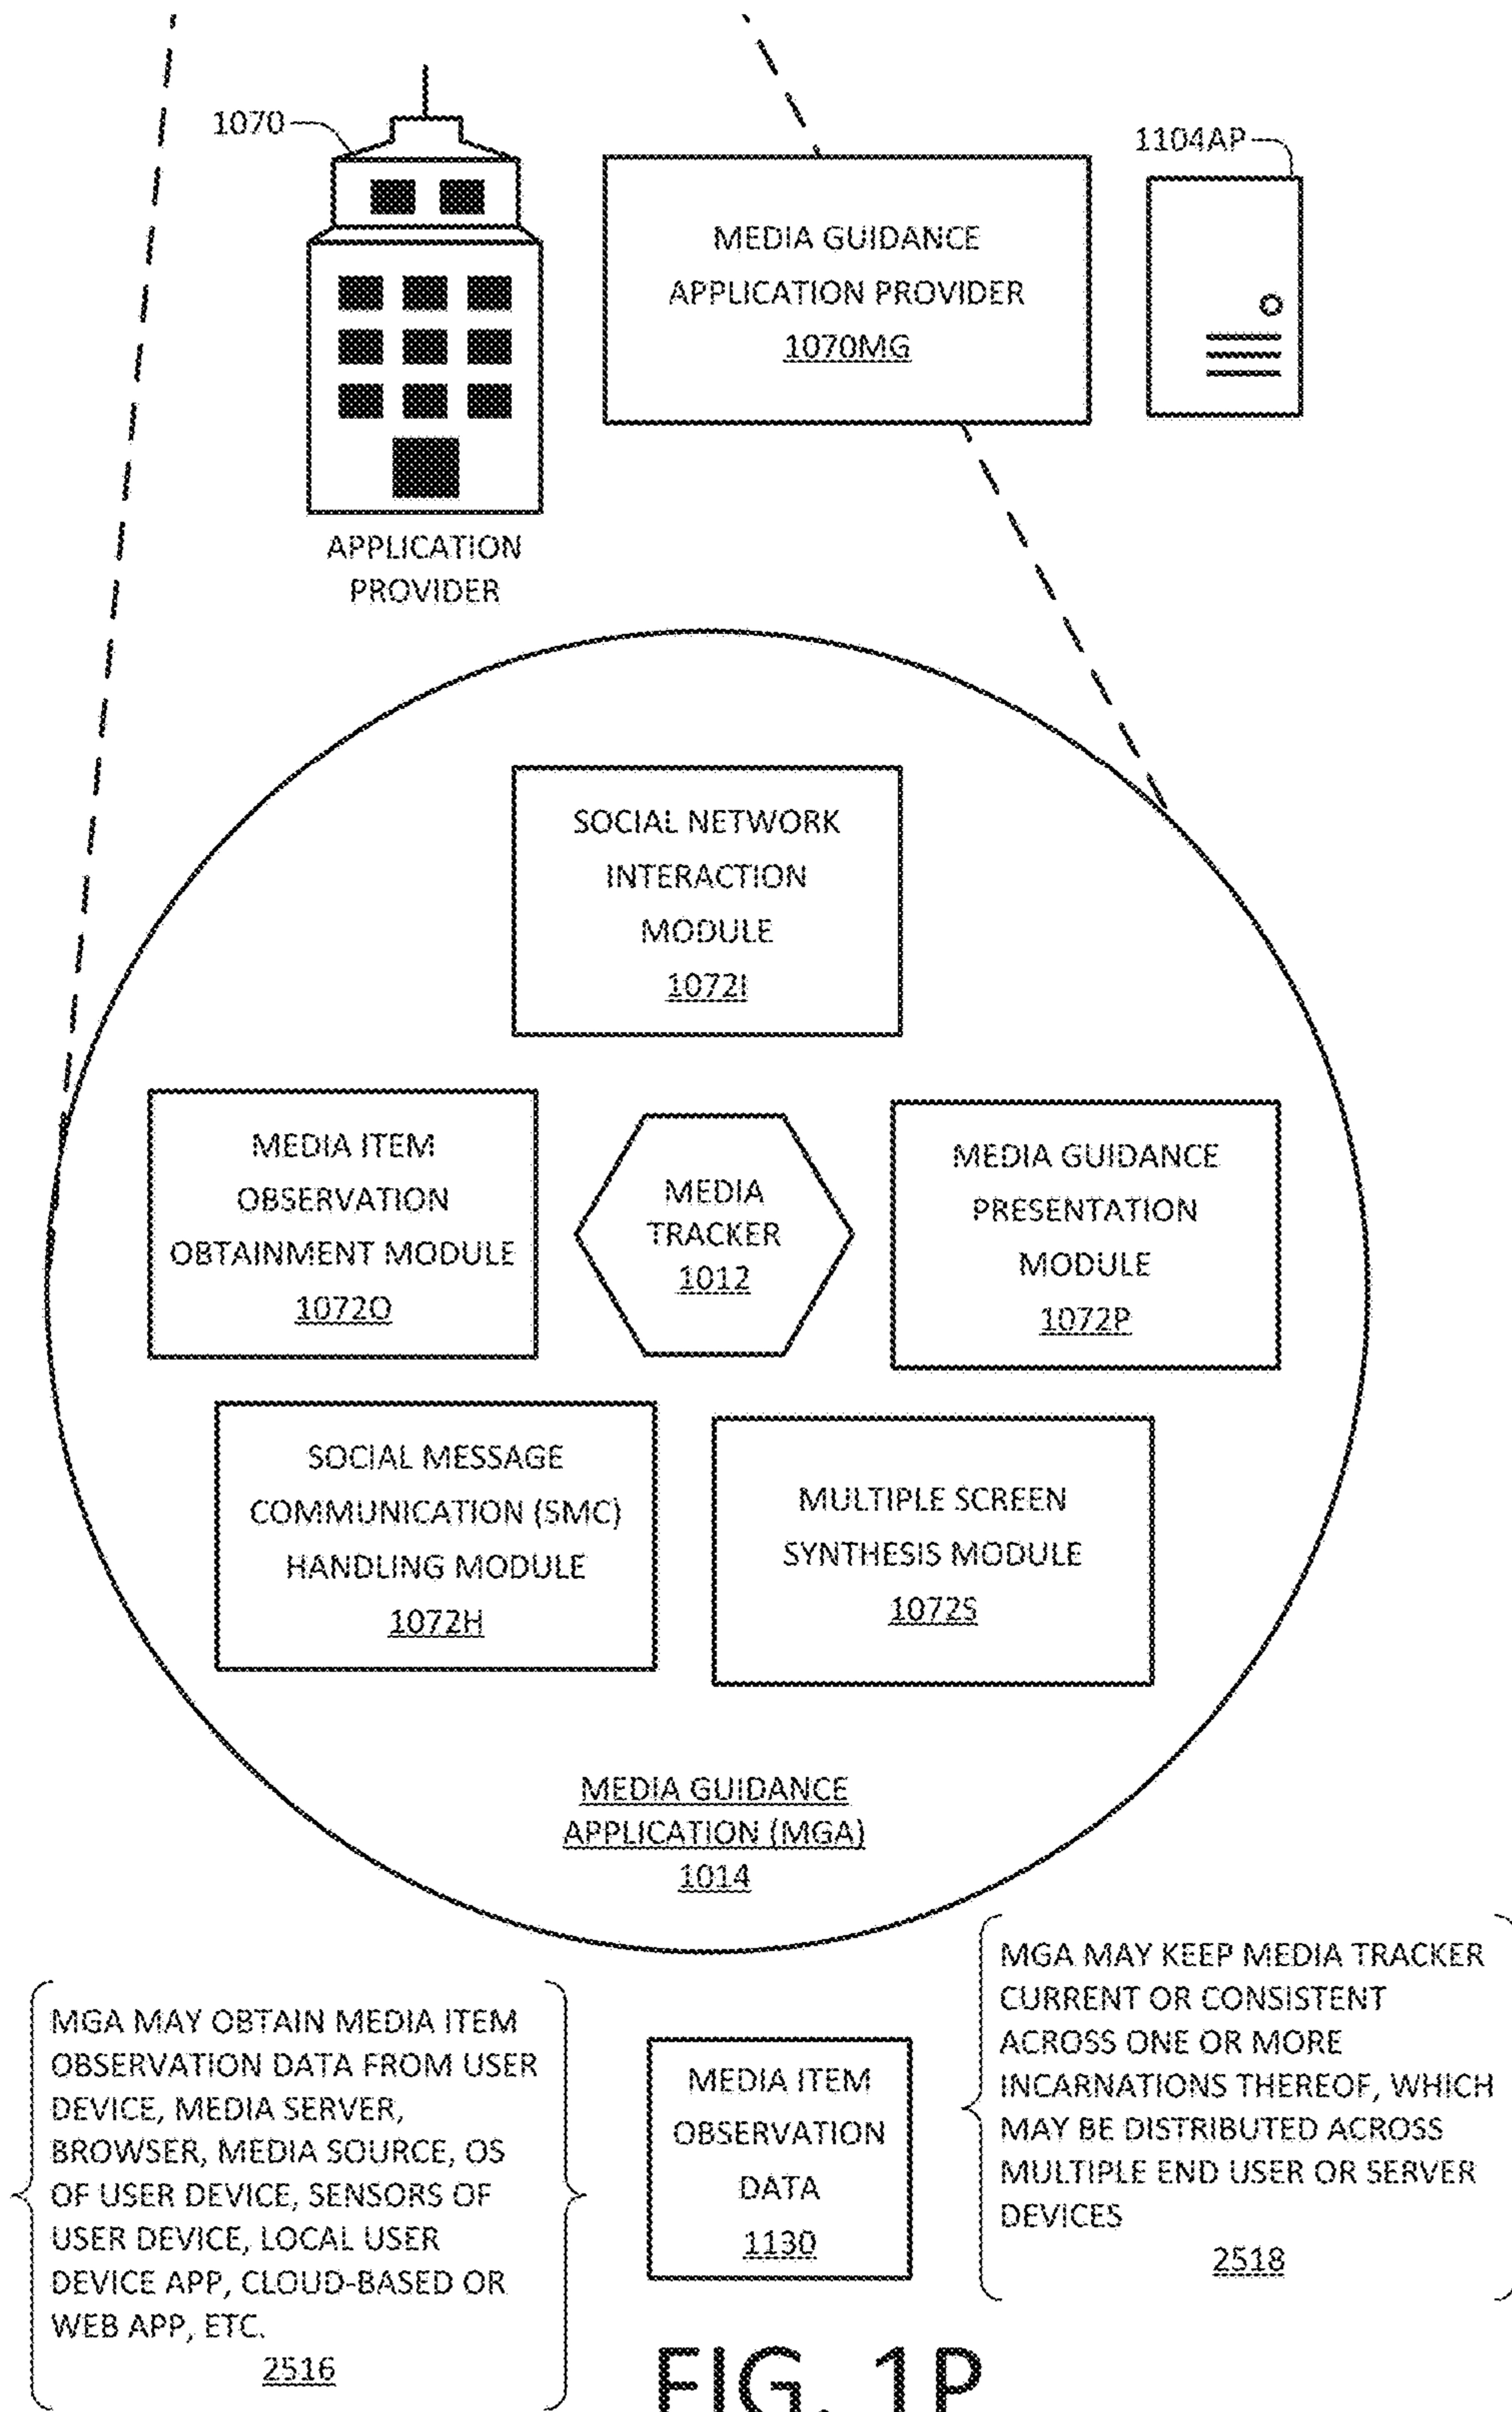 1070
1104AP
MEDIA GUIDANCE
APPLICATION PROVIDER
1070MG
APPLICATION
PROVIDER
SOCIAL NETWORK
INTERACTION
MODULE
1072I
MEDIA ITEM
OBSERVATION
OBTAINMENT MODULE
1072O
MEDIA
TRACKER
1012
MEDIA GUIDANCE
PRESENTATION
MODULE
1072P
SOCIAL MESSAGE
COMMUNICATION (SMC)
HANDLING MODULE
1072H
MULTIPLE SCREEN
SYNTHESIS MODULE
1072S
MEDIA GUIDANCE
APPLICATION (MGA)
1014
MGA MAY OBTAIN MEDIA ITEM
OBSERVATION DATA FROM USER
DEVICE, MEDIA SERVER,
BROWSER, MEDIA SOURCE, OS
OF USER DEVICE, SENSORS OF
USER DEVICE, LOCAL USER
DEVICE APP, CLOUD-BASED OR
WEB APP, ETC.
2516
MEDIA ITEM
OBSERVATION
DATA
1130
MGA MAY KEEP MEDIA TRACKER
CURRENT OR CONSISTENT
ACROSS ONE OR MORE
INCARNATIONS THEREOF, WHICH
MAY BE DISTRIBUTED ACROSS
MULTIPLE END USER OR SERVER
DEVICES
2518
FIG. 1P